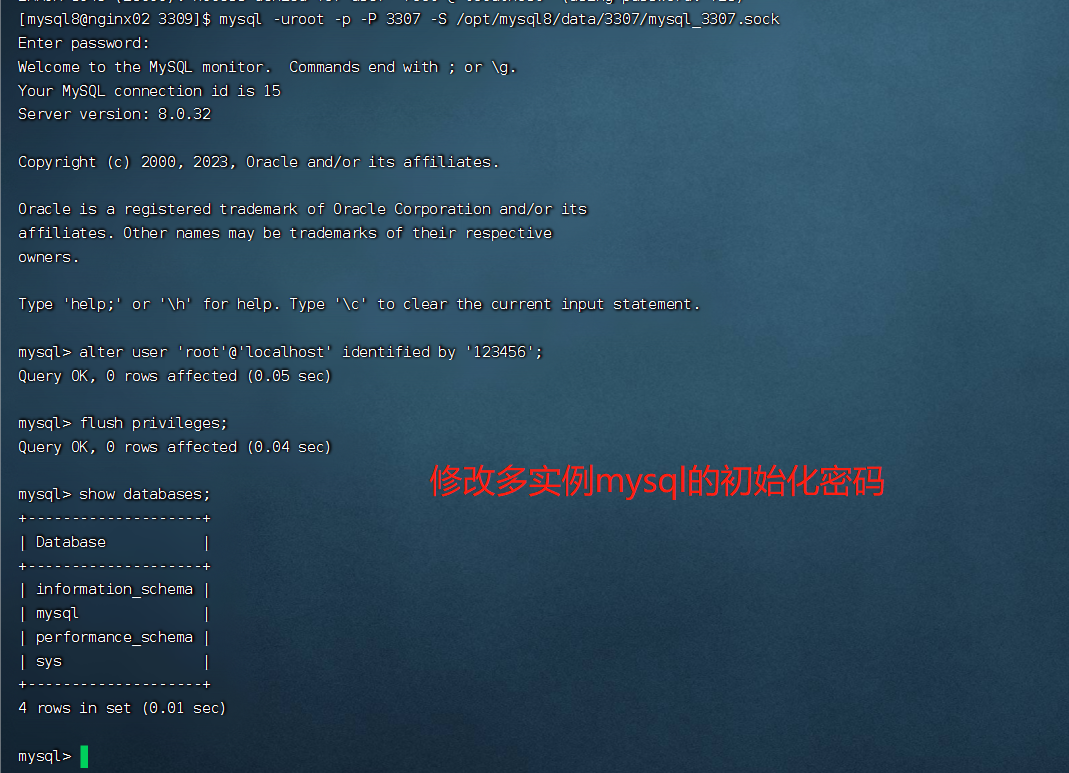 [mysql8@nginx02 3309]$ mysql -uroot -p -P 3307 -S /opt/mysql8/data/3307/mysql_3307.sock
Enter password:
Welcome to the MySQL monitor.  Commands end with ; or \g.
Your MySQL connection id is 15
Server version: 8.0.32
Copyright (c) 2000, 2023, Oracle and/or its affiliates.
Oracle is a registered trademark of Oracle Corporation and/or its
affiliates. Other names may be trademarks of their respective
owners.
Type 'help;' or '\h' for help. Type '\c' to clear the current input statement.
mysql> alter user 'root'@'localhost' identified by '123456';
Query OK, 0 rows affected (0.05 sec)
mysql> flush privileges;
Query OK, 0 rows affected (0.04 sec)
修改多实例mysql的初始化密码
mysql> show databases;
+--------------------+
| Database           |
+--------------------+
| information_schema |
| mysql              |
| performance_schema |
| sys                |
+--------------------+
4 rows in set (0.01 sec)
mysql>